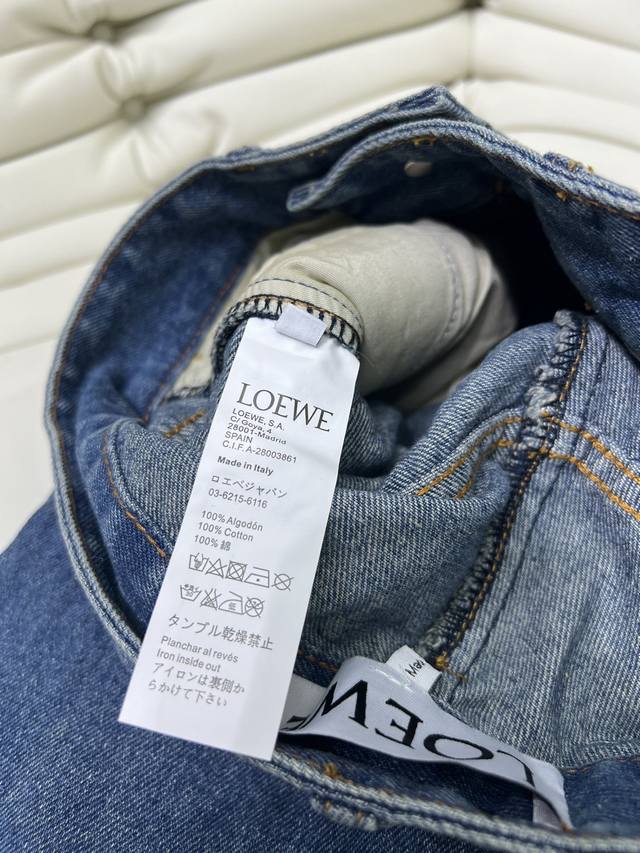 LOEWE
LOEWE, S.A.
C/ Goya, 4
28001-Madrid
SPAIN
C.I.F. A-28003861
Made in Italy
ロエベジャパン
03-6215-6116
100% Algodón
100% Cotton
100% 綿
タンブル乾燥禁止
Planchar al revés
Iron inside out
アイロンは裏側か
らかけて下さい
LOEWE